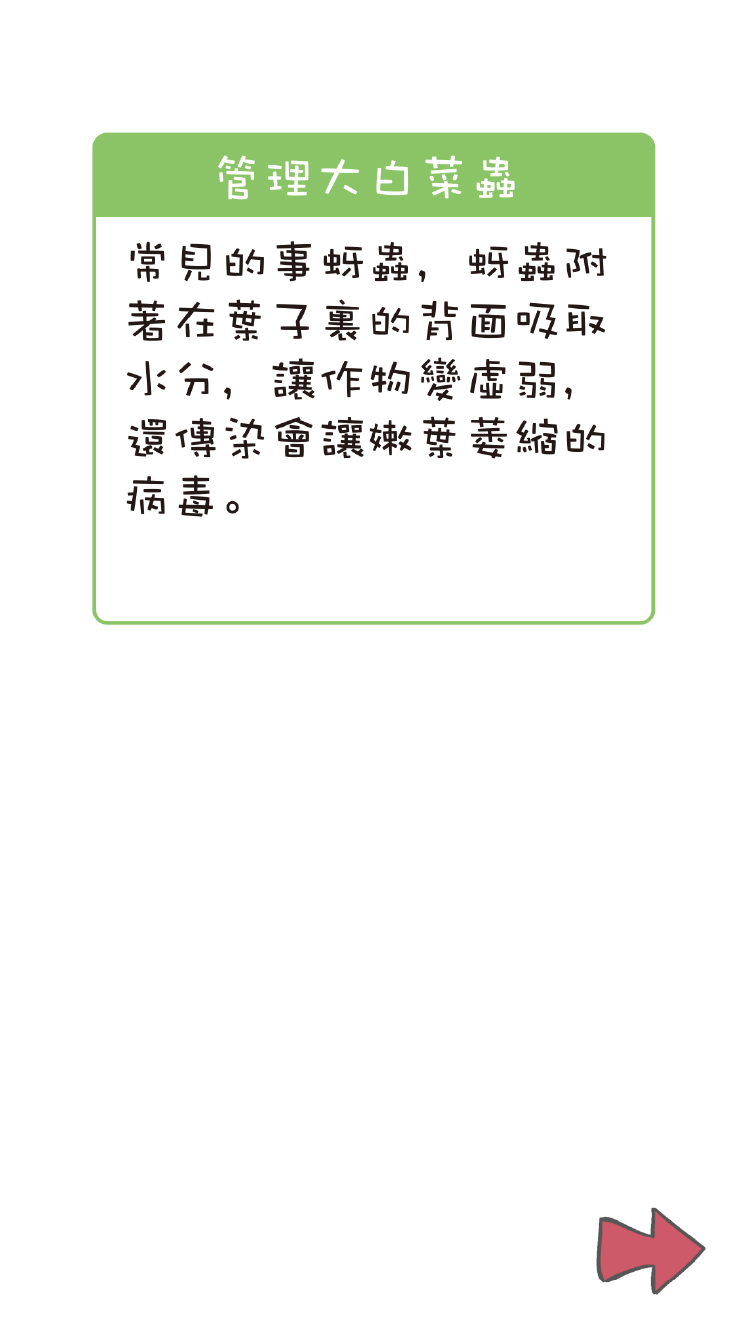 管理大白菜蟲
常見的事蚜蟲，蚜蟲附
著在葉子裏的背面吸取
水分，讓作物變虛弱，
還傳染會讓嫩葉萎縮的
病毒。